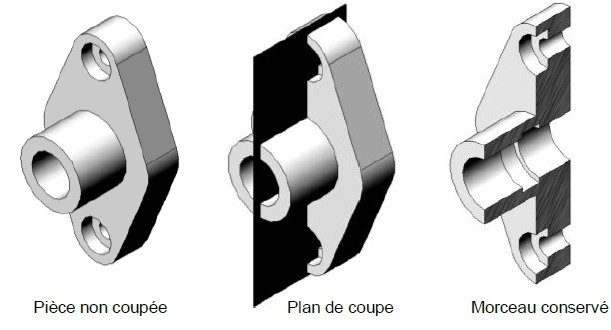 Pièce non coupée
Plan de coupe
Morceau conservé